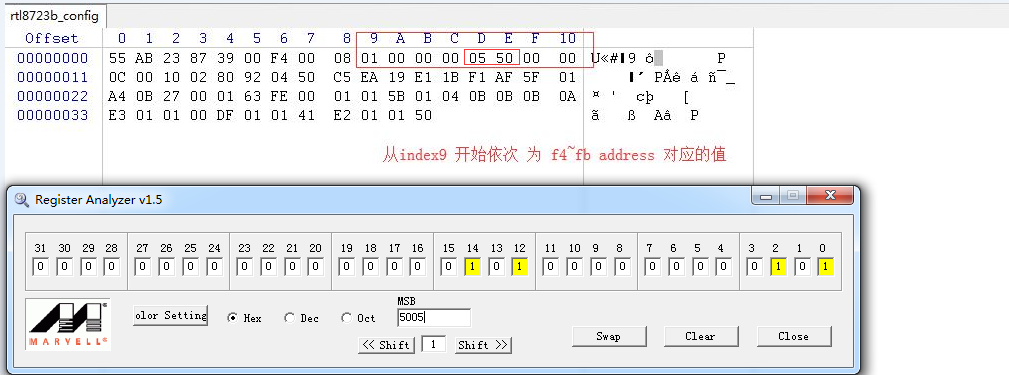 rtl8723b_config
Offset 0 1 2 3 4 5 6 7 8 9 A B C D E F 10
00000000 55 AB 23 87 39 00 F4 00 08 01 00 00 00 05 50 00 00 U«#▮9 ô P
00000011 0C 00 10 02 80 92 04 50 C5 EA 19 E1 1B F1 AF 5F 01 ▮´ PÅê á ñ¯_
00000022 A4 0B 27 00 01 63 FE 00 01 01 5B 01 04 0B 0B 0B 0A ¤ ' cþ [
00000033 E3 01 01 00 DF 01 01 41 E2 01 01 50 ã ß Aâ P
从index9 开始依次 为 f4~fb address 对应的值
Register Analyzer v1.5
31 30 29 28 27 26 25 24 23 22 21 20 19 18 17 16 15 14 13 12 11 10 9 8 7 6 5 4 3 2 1 0
0 0 0 0 0 0 0 0 0 0 0 0 0 0 0 0 0 1 0 1 0 0 0 0 0 0 0 0 0 1 0 1
MSB
MARVELL®
olor Setting Hex Dec Oct 5005
<< Shift 1 Shift >>
Swap Clear Close